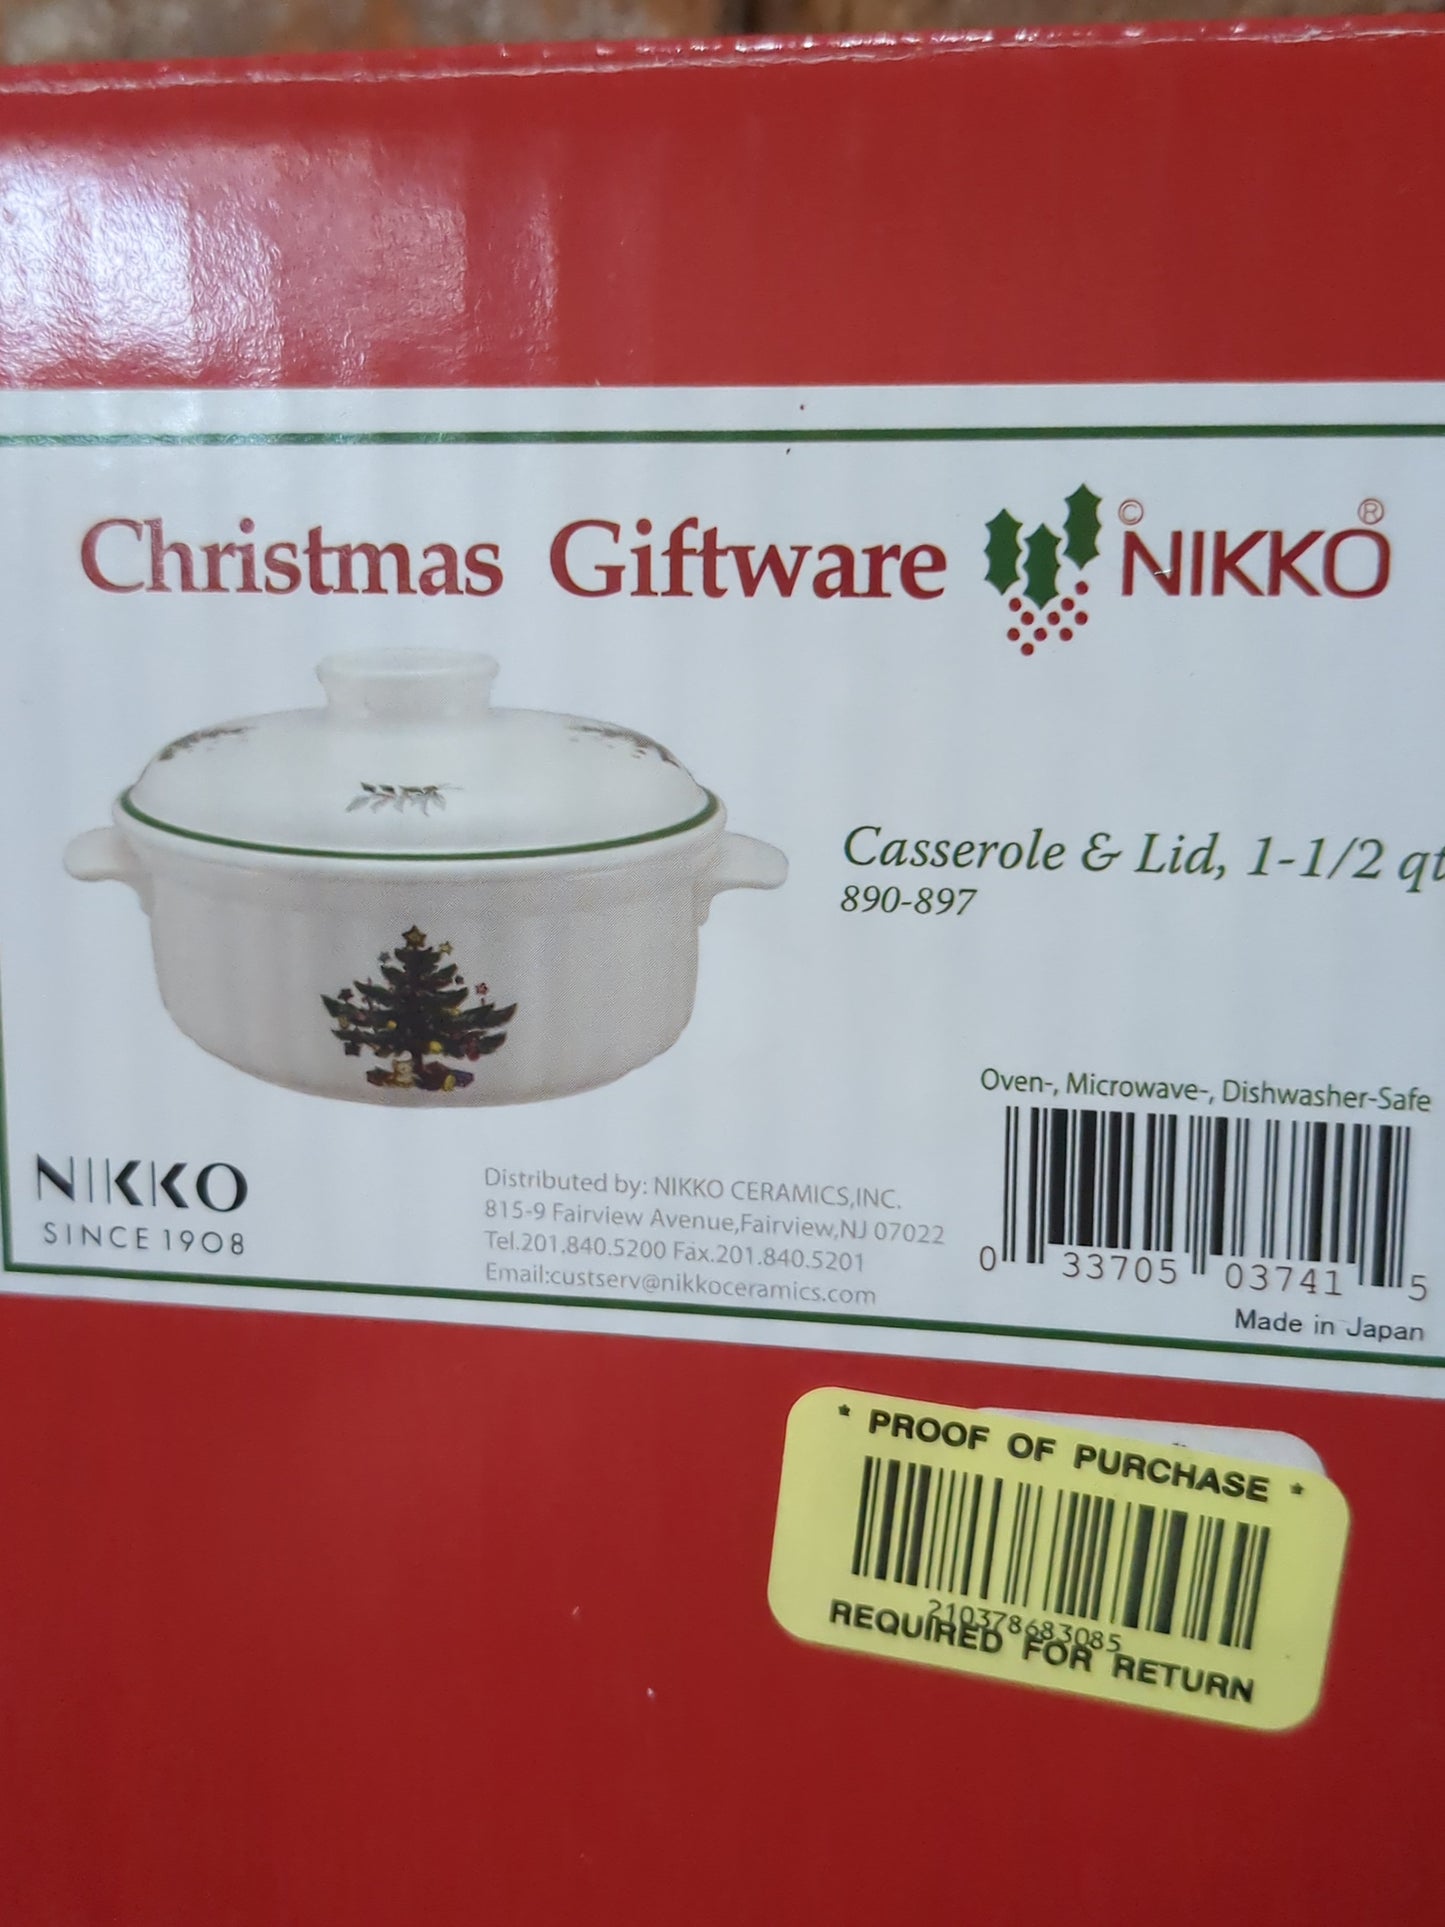 Christmas Giftware © NIKKO ®
Casserole & Lid, 1-1/2 qt
890-897
Oven-, Microwave-, Dishwasher-Safe
0 33705 03741 5
Made in Japan
NIKKO
SINCE 1908
Distributed by: NIKKO CERAMICS,INC.
815-9 Fairview Avenue,Fairview,NJ 07022
Tel.201.840.5200 Fax.201.840.5201
Email:custserv@nikkoceramics.com
* PROOF OF PURCHASE *
210378683085
REQUIRED FOR RETURN